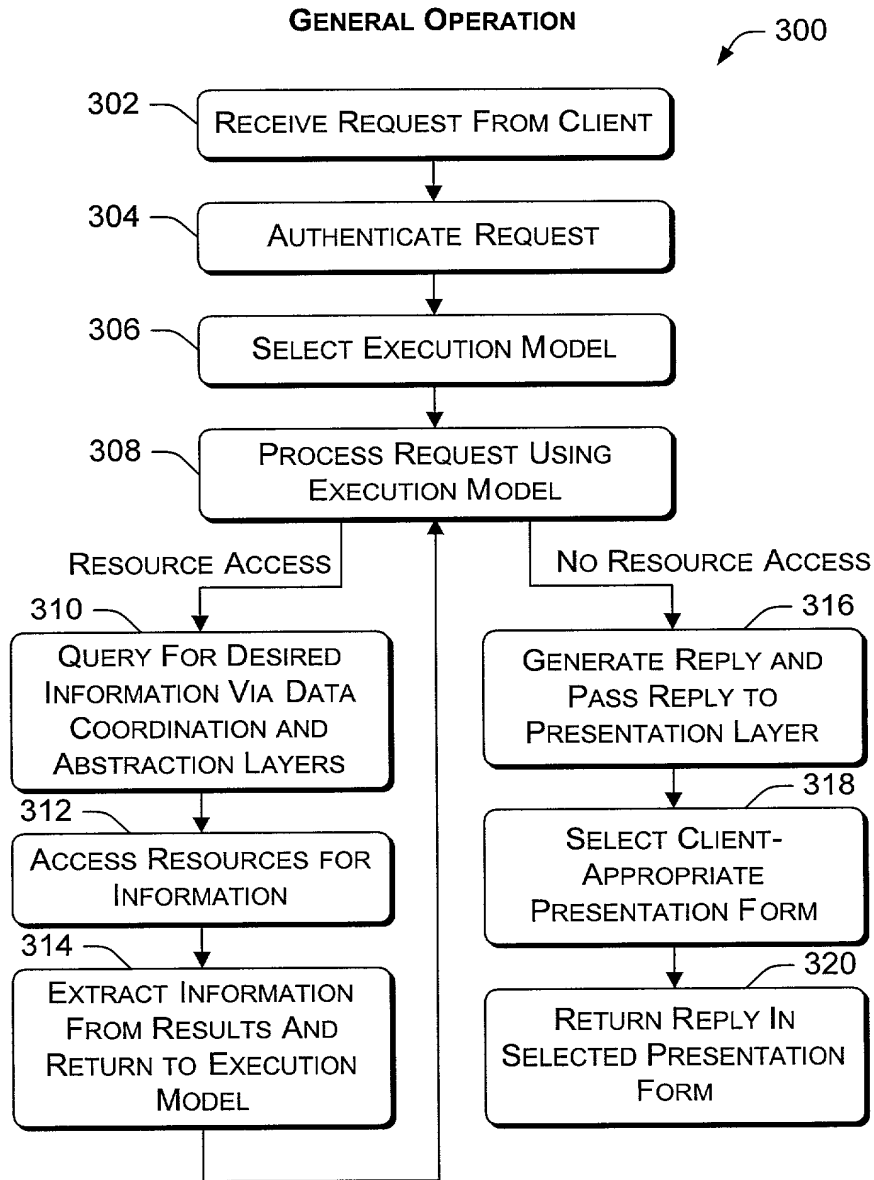 GENERAL OPERATION
300
302
RECEIVE REQUEST FROM CLIENT
304
AUTHENTICATE REQUEST
306
SELECT EXECUTION MODEL
308
PROCESS REQUEST USING
EXECUTION MODEL
RESOURCE ACCESS
NO RESOURCE ACCESS
310
QUERY FOR DESIRED
INFORMATION VIA DATA
COORDINATION AND
ABSTRACTION LAYERS
312
ACCESS RESOURCES FOR
INFORMATION
314
EXTRACT INFORMATION
FROM RESULTS AND
RETURN TO EXECUTION
MODEL
316
GENERATE REPLY AND
PASS REPLY TO
PRESENTATION LAYER
318
SELECT CLIENT-
APPROPRIATE
PRESENTATION FORM
320
RETURN REPLY IN
SELECTED PRESENTATION
FORM